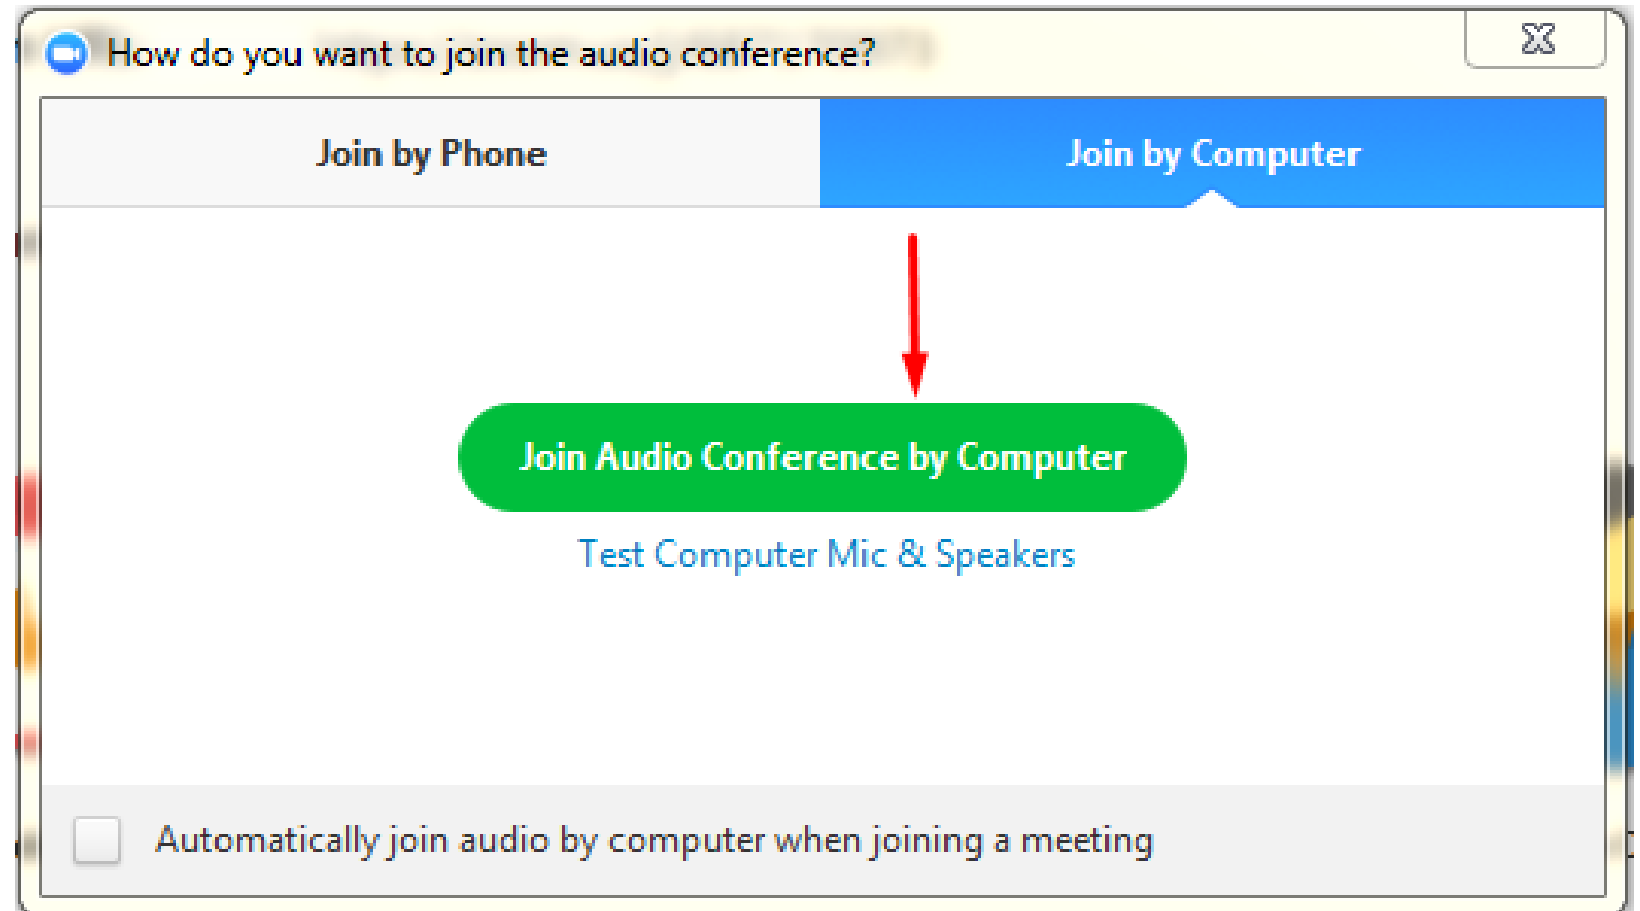 How do you want to join the audio conference?
Join by Phone
Join by Computer
Join Audio Conference by Computer
Test Computer Mic & Speakers
Automatically join audio by computer when joining a meeting